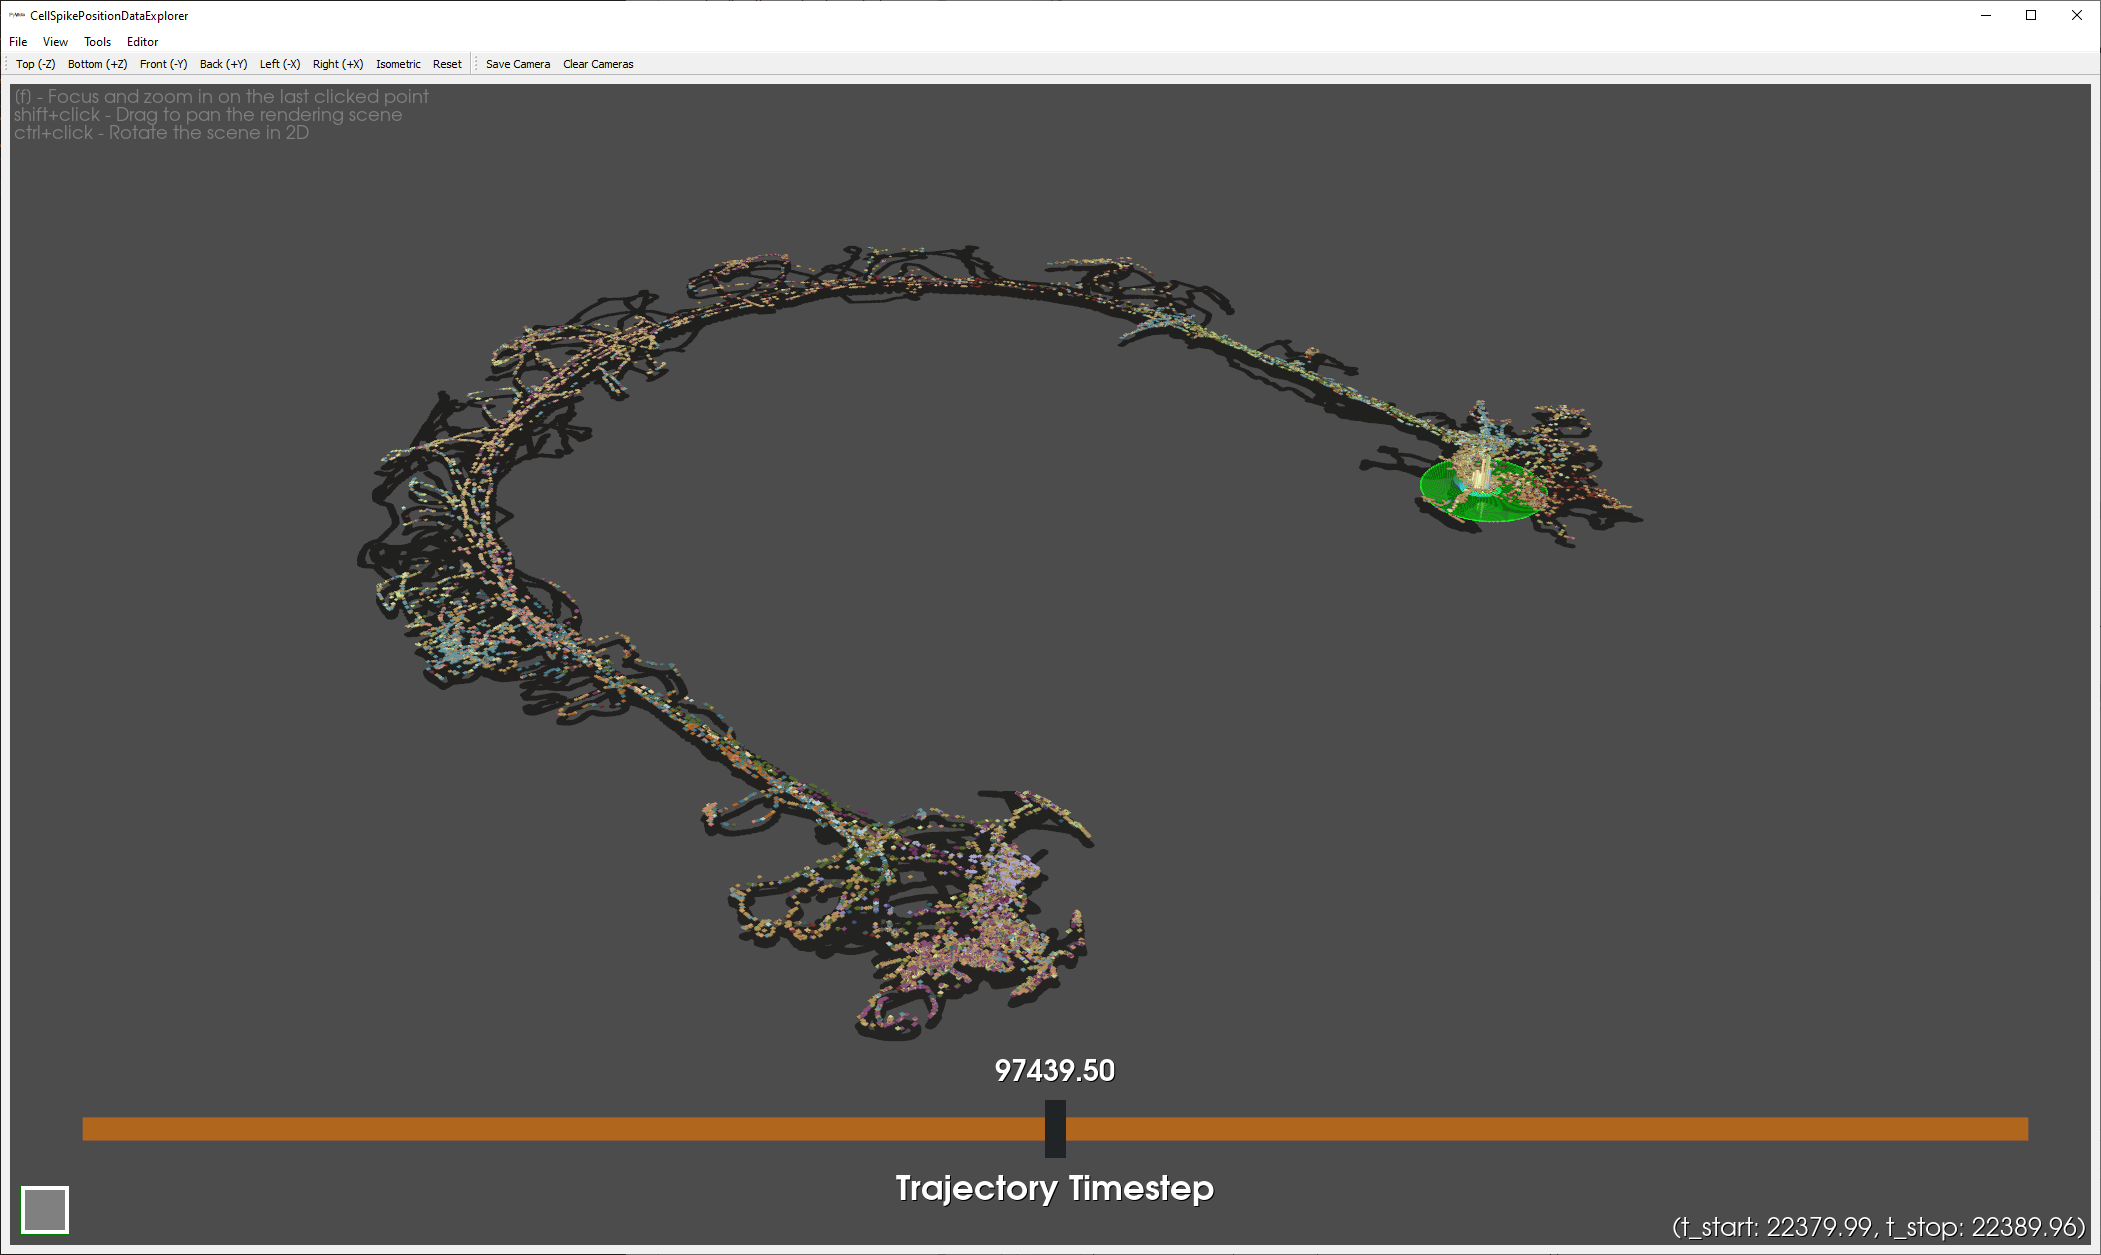 CellSpikePositionDataExplorer
File View Tools Editor
Top (-Z) Bottom (+Z) Front (-Y) Back (+Y) Left (-X) Right (+X) Isometric Reset Save Camera Clear Cameras
(f) - Focus and zoom in on the last clicked point
shift+click - Drag to pan the rendering scene
ctrl+click - Rotate the scene in 2D
97439.50
Trajectory Timestep
(t_start: 22379.99, t_stop: 22389.96)